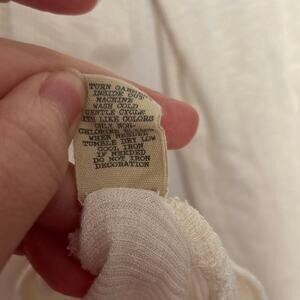 TURN GARMENT
INSIDE OUT
MACHINE
WASH COLD
GENTLE CYCLE
WITH LIKE COLORS
ONLY NON-
CHLORINE BLEACH
WHEN NEEDED
TUMBLE DRY LOW
COOL IRON
IF NEEDED
DO NOT IRON
DECORATION